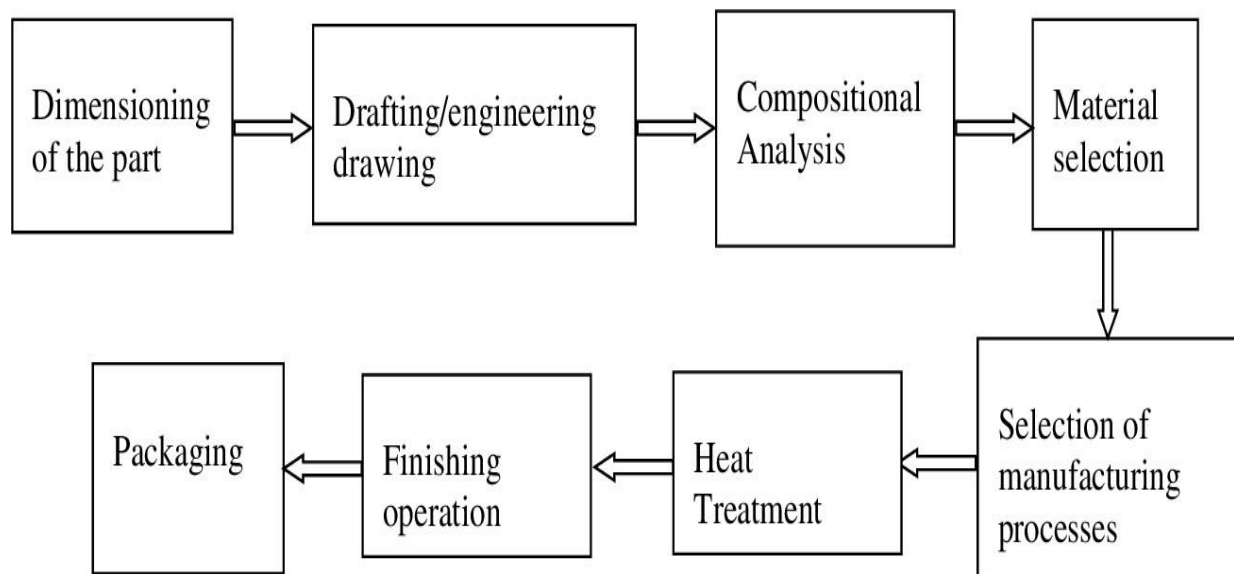 Dimensioning
of the part
Drafting/engineering
drawing
Compositional
Analysis
Material
selection
Selection of
manufacturing
processes
Heat
Treatment
Finishing
operation
Packaging